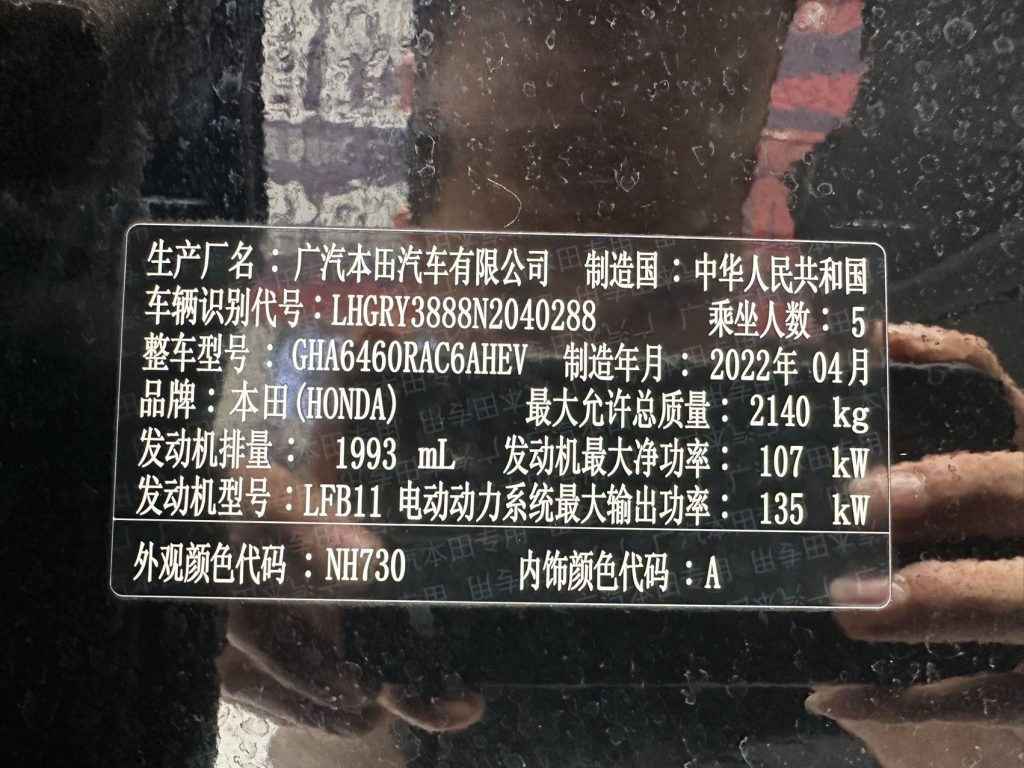 生产厂名：广汽本田汽车有限公司 制造国：中华人民共和国
车辆识别代号：LHGRY3888N2040288 乘坐人数：5
整车型号：GHA6460RAC6AHEV 制造年月：2022年 04月
品牌：本田(HONDA) 最大允许总质量：2140 kg
发动机排量：1993 mL 发动机最大净功率：107 kW
发动机型号：LFB11 电动动力系统最大输出功率：135 kW
外观颜色代码：NH730 内饰颜色代码：A